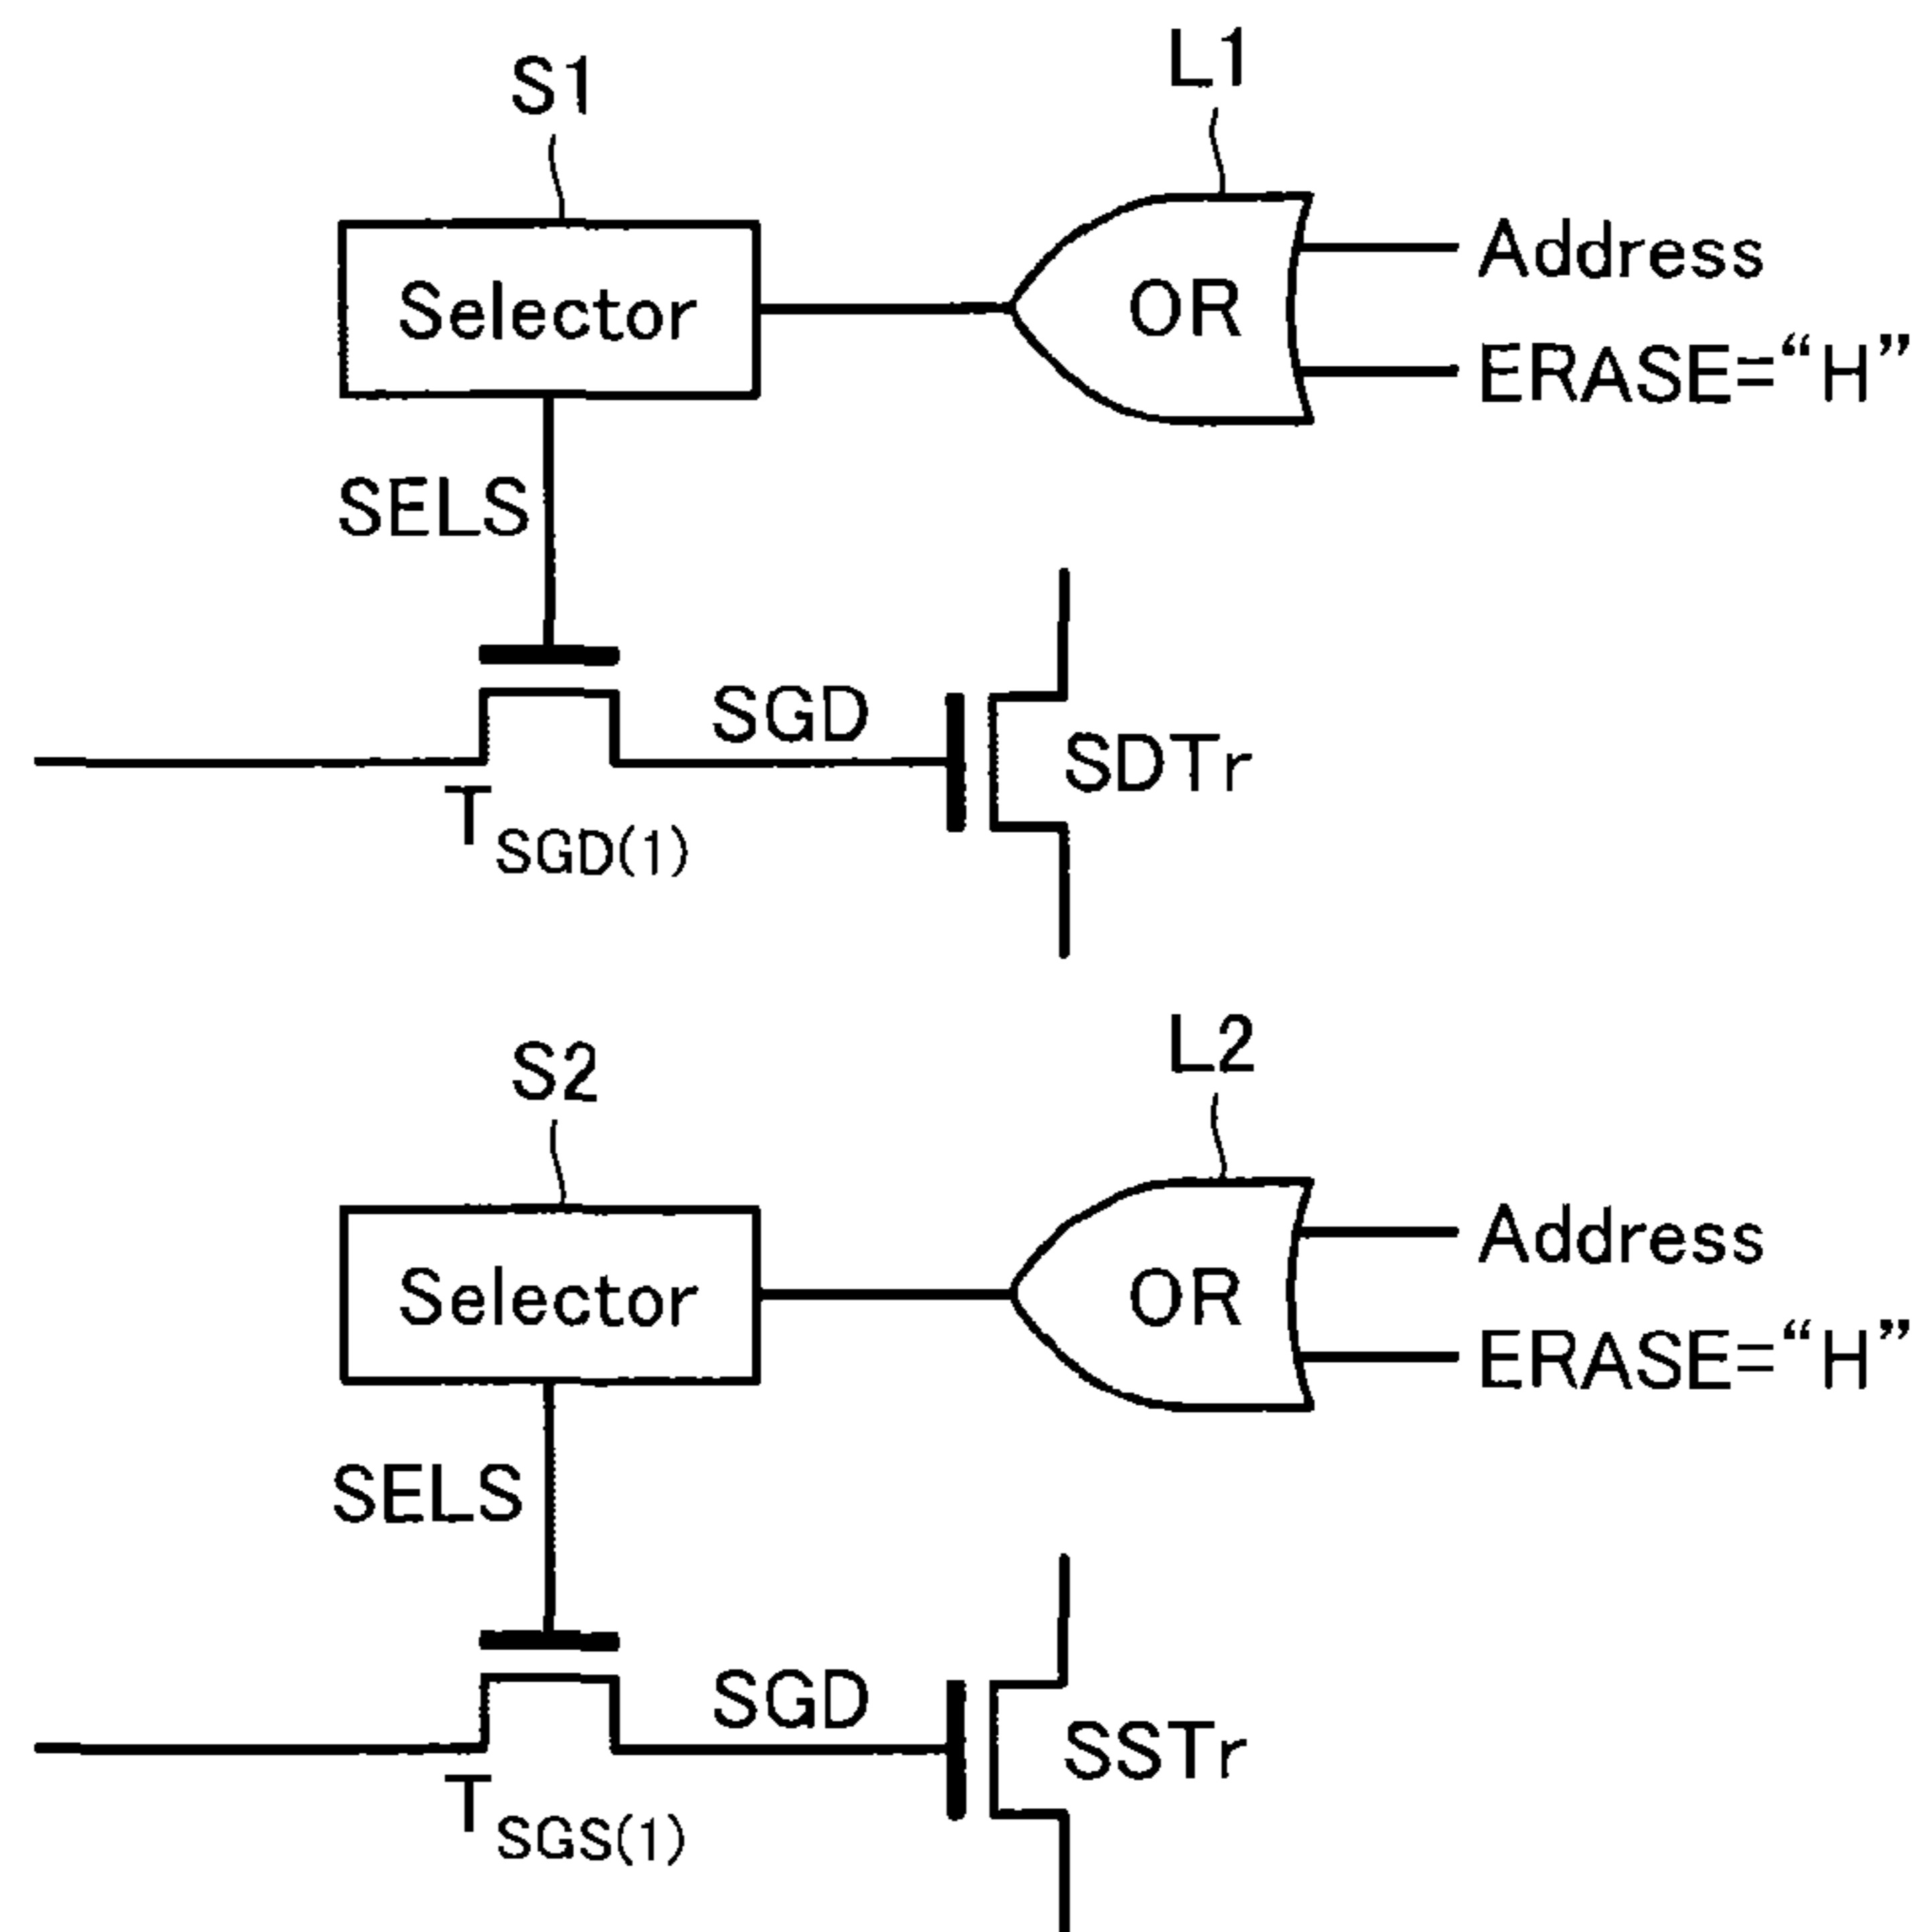 S1
L1
Selector
OR
Address
ERASE=“H”
SELS
SGD
SDTr
TSGD(1)
S2
L2
Selector
OR
Address
ERASE=“H”
SELS
SGD
SSTr
TSGS(1)